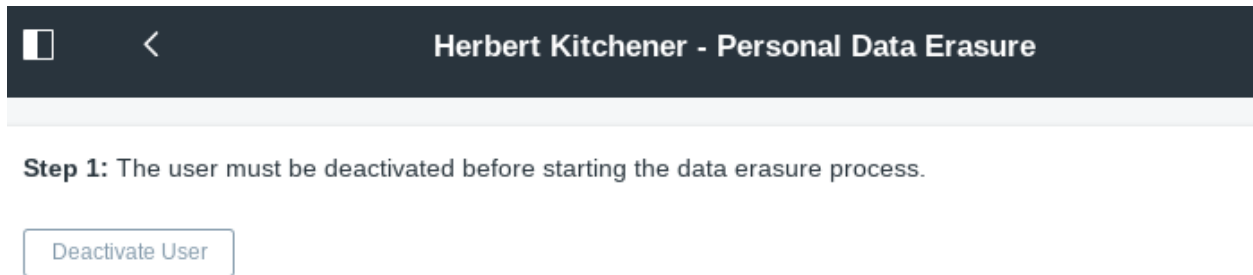 Herbert Kitchener - Personal Data Erasure
Step 1: The user must be deactivated before starting the data erasure process.
Deactivate User